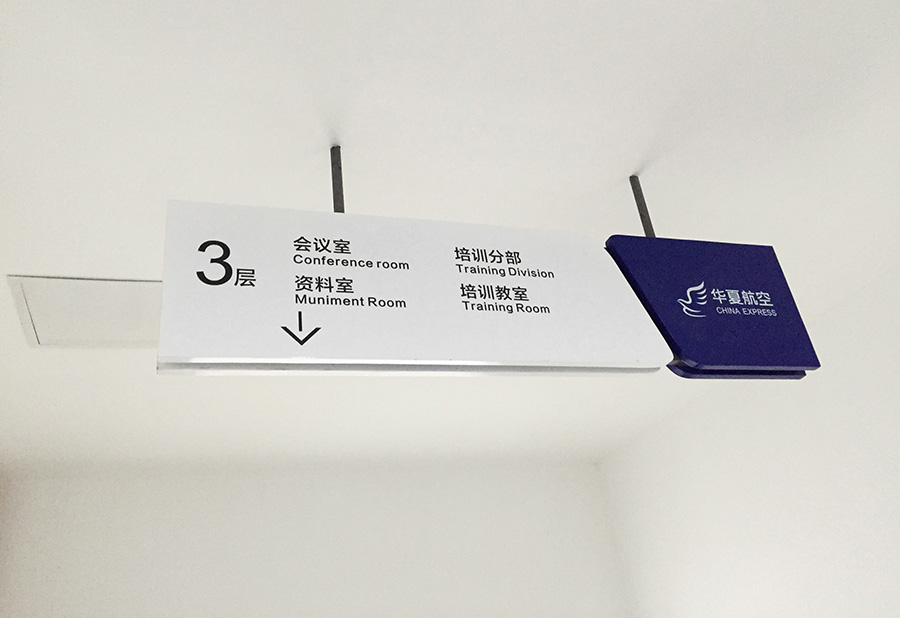 3层
会议室
Conference room
资料室
Muniment Room
培训分部
Training Division
培训教室
Training Room
华夏航空
CHINA EXPRESS